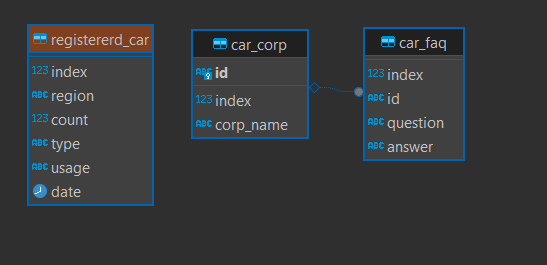 registererd_car
123 index
ABC region
123 count
ABC type
ABC usage
date
car_corp
ABC id
123 index
ABC corp_name
car_faq
123 index
ABC id
ABC question
ABC answer